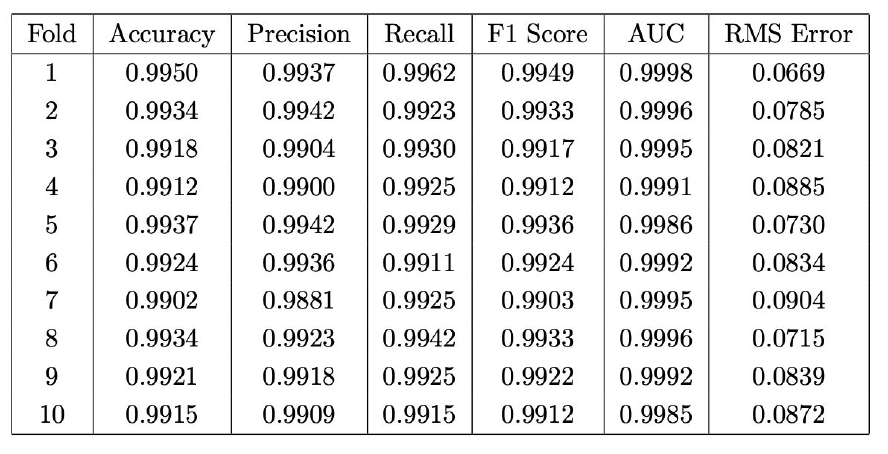 Fold Accuracy Precision Recall F1 Score AUC RMS Error
1 0.9950 0.9937 0.9962 0.9949 0.9998 0.0669
2 0.9934 0.9942 0.9923 0.9933 0.9996 0.0785
3 0.9918 0.9904 0.9930 0.9917 0.9995 0.0821
4 0.9912 0.9900 0.9925 0.9912 0.9991 0.0885
5 0.9937 0.9942 0.9929 0.9936 0.9986 0.0730
6 0.9924 0.9936 0.9911 0.9924 0.9992 0.0834
7 0.9902 0.9881 0.9925 0.9903 0.9995 0.0904
8 0.9934 0.9923 0.9942 0.9933 0.9996 0.0715
9 0.9921 0.9918 0.9925 0.9922 0.9992 0.0839
10 0.9915 0.9909 0.9915 0.9912 0.9985 0.0872